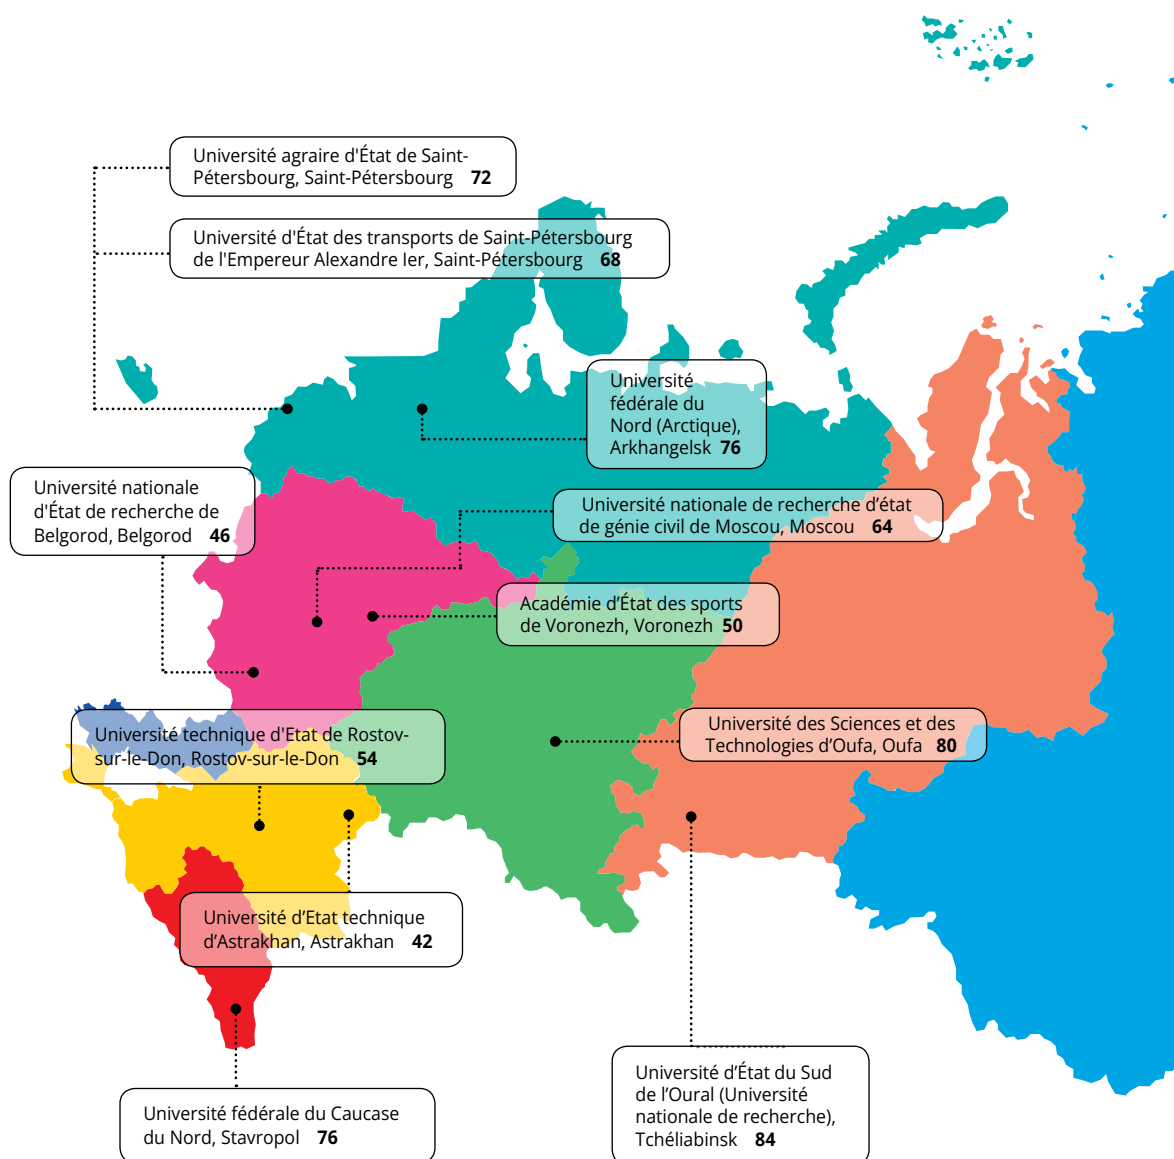 Université agraire d'État de Saint-
Pétersbourg, Saint-Pétersbourg 72
Université d'État des transports de Saint-Pétersbourg
de l'Empereur Alexandre Ier, Saint-Pétersbourg 68
Université
fédérale du
Nord (Arctique),
Arkhangelsk 76
Université nationale
d'État de recherche de
Belgorod, Belgorod 46
Université nationale de recherche d’état
de génie civil de Moscou, Moscou 64
Académie d’État des sports
de Voronezh, Voronezh 50
Université technique d'Etat de Rostov-
sur-le-Don, Rostov-sur-le-Don 54
Université des Sciences et des
Technologies d’Oufa, Oufa 80
Université d’Etat technique
d’Astrakhan, Astrakhan 42
Université d’État du Sud
de l’Oural (Université
nationale de recherche),
Tchéliabinsk 84
Université fédérale du Caucase
du Nord, Stavropol 76